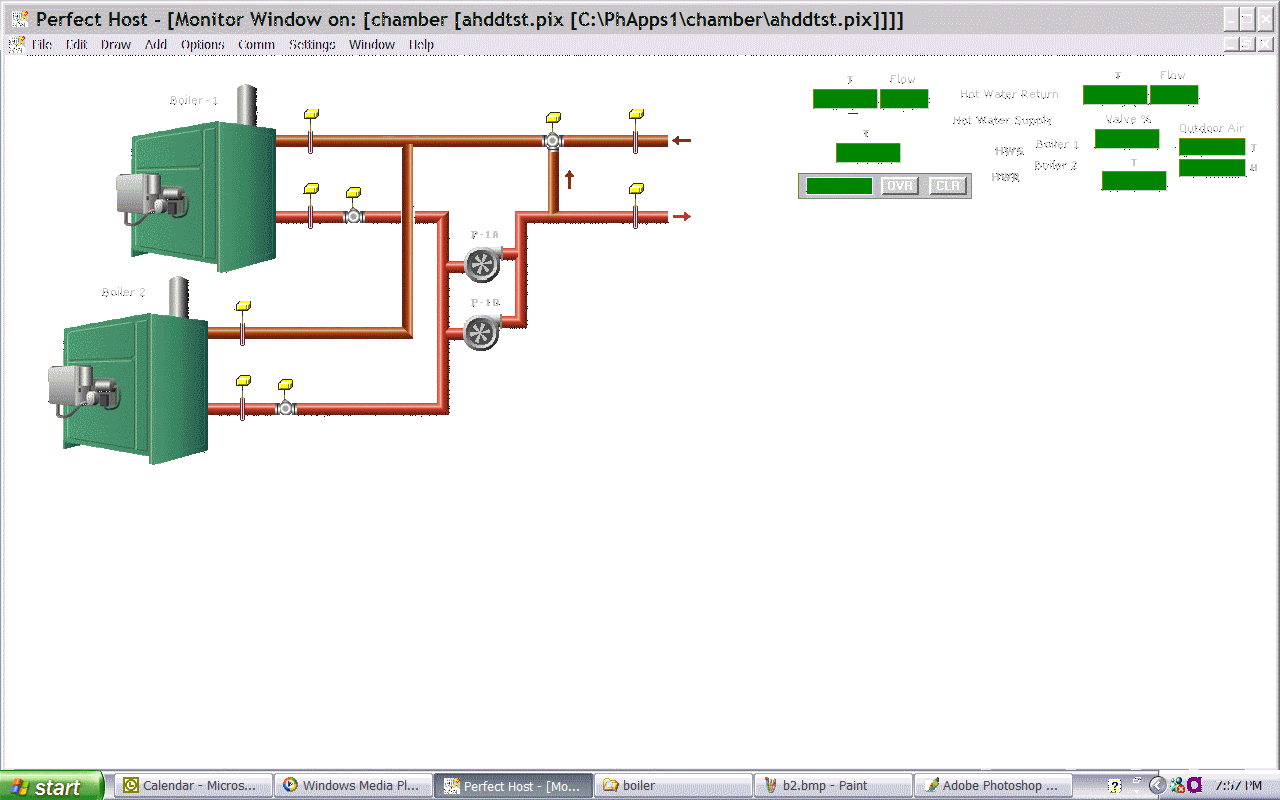 Perfect Host - [Monitor Window on: [chamber [ahddtst.pix [C:\PhApps1\chamber\ahddtst.pix]]]]
File Edit Draw Add Options Comm Settings Window Help
Boiler - 1
Flow
Hot Water Return
Flow
Hot Water Supply
Valve %
Outdoor Air
Boiler 1
T
Boiler 2
T
H
OVR CLR
P-1A
Boiler 2
P-1B
start
Calendar - Micros...
Windows Media Pl...
Perfect Host - [Mo...
boiler
b2.bmp - Paint
Adobe Photoshop ...
7:57 PM